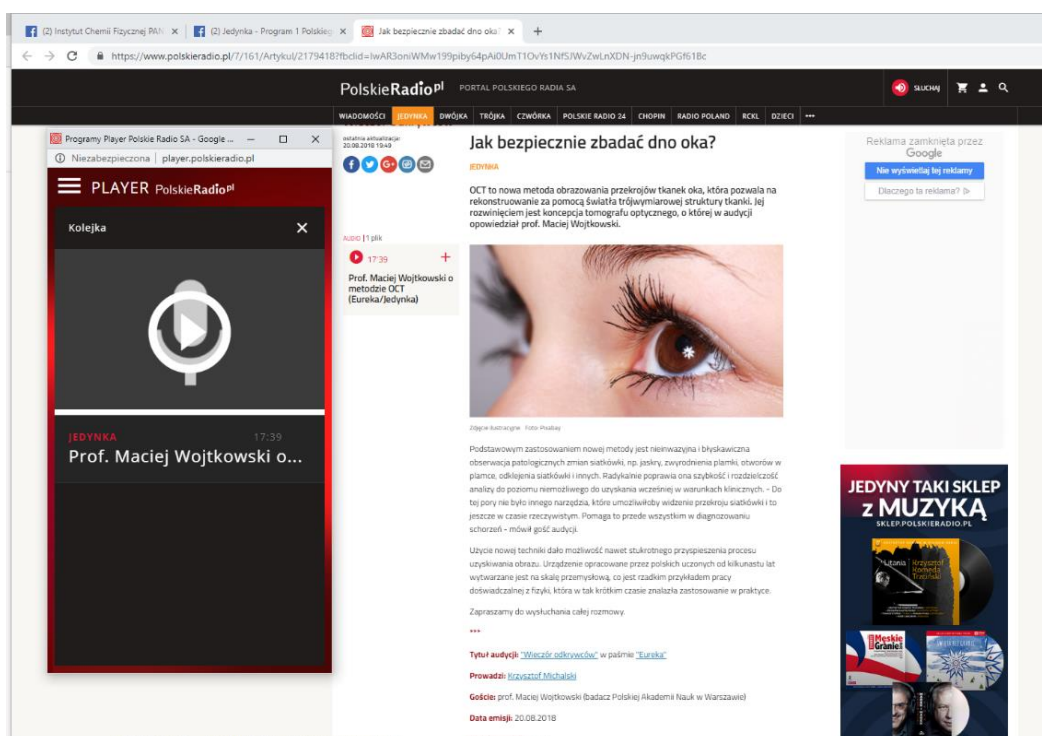 (2) Instytut Chemii Fizycznej PAN
(2) Jedynka - Program 1 Polskieg
Jak bezpiecznie zbadać dno oka?
https://www.polskieradio.pl/7/161/Artykul/2179418?fbclid=IwAR3oniWMw199piby64pAi0UmT1OvYs1NfSJWvZwLnXDN-jn9uwqkPGf618c
PolskieRadio.pl
PORTAL POLSKIEGO RADIA SA
SŁUCHAJ
WIADOMOŚCI JEDYNKA DWÓJKA TRÓJKA CZWÓRKA POLSKIE RADIO 24 CHOPIN RADIO POLAND RCKL DZIECI •••
Programy Player Polskie Radio SA - Google ...
Niezabezpieczona | player.polskieradio.pl
PLAYER PolskieRadio.pl
Kolejka
JEDYNKA 17:39
Prof. Maciej Wojtkowski o...
ostatnia aktualizacja:
20.08.2018 19:49
AUDIO | 1 plik
17:39
Prof. Maciej Wojtkowski o
metodzie OCT
(Eureka/Jedynka)
Jak bezpiecznie zbadać dno oka?
JEDYNKA
OCT to nowa metoda obrazowania przekrojów tkanek oka, która pozwala na
rekonstruowanie za pomocą światła trójwymiarowej struktury tkanki. Jej
rozwinięciem jest koncepcja tomografu optycznego, o której w audycji
opowiedział prof. Maciej Wojtkowski.
Zdjęcie ilustracyjne Foto: Pixabay
Podstawowym zastosowaniem nowej metody jest nieinwazyjna i błyskawiczna
obserwacja patologicznych zmian siatkówki, np. jaskry, zwyrodnienia plamki, otworów w
plamce, odklejenia siatkówki i innych. Radykalnie poprawia ona szybkość i rozdzielczość
analizy do poziomu niemożliwego do uzyskania wcześniej w warunkach klinicznych. – Do
tej pory nie było innego narzędzia, które umożliwiłoby widzenie przekroju siatkówki i to
jeszcze w czasie rzeczywistym. Pomaga to przede wszystkim w diagnozowaniu
schorzeń – mówił gość audycji.
Użycie nowej techniki dało możliwość nawet stukrotnego przyspieszenia procesu
uzyskiwania obrazu. Urządzenie opracowane przez polskich uczonych od kilkunastu lat
wytwarzane jest na skalę przemysłową, co jest rzadkim przykładem pracy
doświadczalnej z fizyki, która w tak krótkim czasie znalazła zastosowanie w praktyce.
Zapraszamy do wysłuchania całej rozmowy.
***
Tytuł audycji: "Wieczór odkrywców" w paśmie "Eureka"
Prowadzi: Krzysztof Michalski
Goście: prof. Maciej Wojtkowski (badacz Polskiej Akademii Nauk w Warszawie)
Data emisji: 20.08.2018
Reklama zamknięta przez
Google
Nie wyświetlaj tej reklamy
Dlaczego ta reklama?
JEDYNY TAKI SKLEP
z MUZYKĄ
SKLEP.POLSKIERADIO.PL
Litania
Krzysztof
Komeda
Trzciński
Męskie
Granie